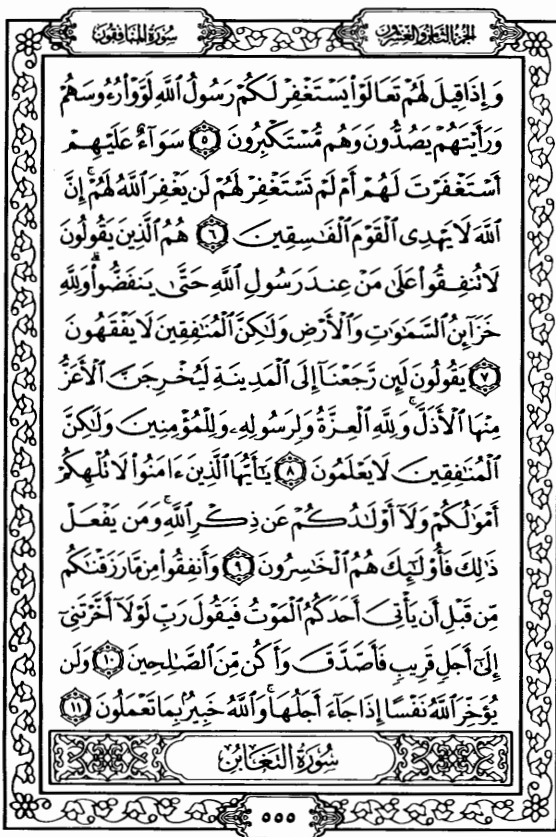 سورة المنافقون
الجزء الثامن والعشرون
وَإِذَا قِيلَ لَهُمْ تَعَالَوْا۟ يَسْتَغْفِرْ لَكُمْ رَسُولُ ٱللَّهِ لَوَّوْا۟ رُءُوسَهُمْ
وَرَأَيْتَهُمْ يَصُدُّونَ وَهُم مُّسْتَكْبِرُونَ ٥ سَوَآءٌ عَلَيْهِمْ
أَسْتَغْفَرْتَ لَهُمْ أَمْ لَمْ تَسْتَغْفِرْ لَهُمْ لَن يَغْفِرَ ٱللَّهُ لَهُمْ ۚ إِنَّ
ٱللَّهَ لَا يَهْدِى ٱلْقَوْمَ ٱلْفَٰسِقِينَ ٦ هُمُ ٱلَّذِينَ يَقُولُونَ
لَا تُنفِقُوا۟ عَلَىٰ مَنْ عِندَ رَسُولِ ٱللَّهِ حَتَّىٰ يَنفَضُّوا۟ ۗ وَلِلَّهِ
خَزَآئِنُ ٱلسَّمَٰوَٰتِ وَٱلْأَرْضِ وَلَٰكِنَّ ٱلْمُنَٰفِقِينَ لَا يَفْقَهُونَ
٧ يَقُولُونَ لَئِن رَّجَعْنَآ إِلَى ٱلْمَدِينَةِ لَيُخْرِجَنَّ ٱلْأَعَزُّ
مِنْهَا ٱلْأَذَلَّ ۚ وَلِلَّهِ ٱلْعِزَّةُ وَلِرَسُولِهِۦ وَلِلْمُؤْمِنِينَ وَلَٰكِنَّ
ٱلْمُنَٰفِقِينَ لَا يَعْلَمُونَ ٨ يَٰٓأَيُّهَا ٱلَّذِينَ ءَامَنُوا۟ لَا تُلْهِكُمْ
أَمْوَٰلُكُمْ وَلَآ أَوْلَٰدُكُمْ عَن ذِكْرِ ٱللَّهِ ۚ وَمَن يَفْعَلْ
ذَٰلِكَ فَأُو۟لَٰٓئِكَ هُمُ ٱلْخَٰسِرُونَ ٩ وَأَنفِقُوا۟ مِن مَّا رَزَقْنَٰكُم
مِّن قَبْلِ أَن يَأْتِىَ أَحَدَكُمُ ٱلْمَوْتُ فَيَقُولَ رَبِّ لَوْلَآ أَخَّرْتَنِىٓ
إِلَىٰٓ أَجَلٍ قَرِيبٍ فَأَصَّدَّقَ وَأَكُن مِّنَ ٱلصَّٰلِحِينَ ١٠ وَلَن
يُؤَخِّرَ ٱللَّهُ نَفْسًا إِذَا جَآءَ أَجَلُهَا ۚ وَٱللَّهُ خَبِيرٌۢ بِمَا تَعْمَلُونَ ١١
سورة التغابن
٥٥٥